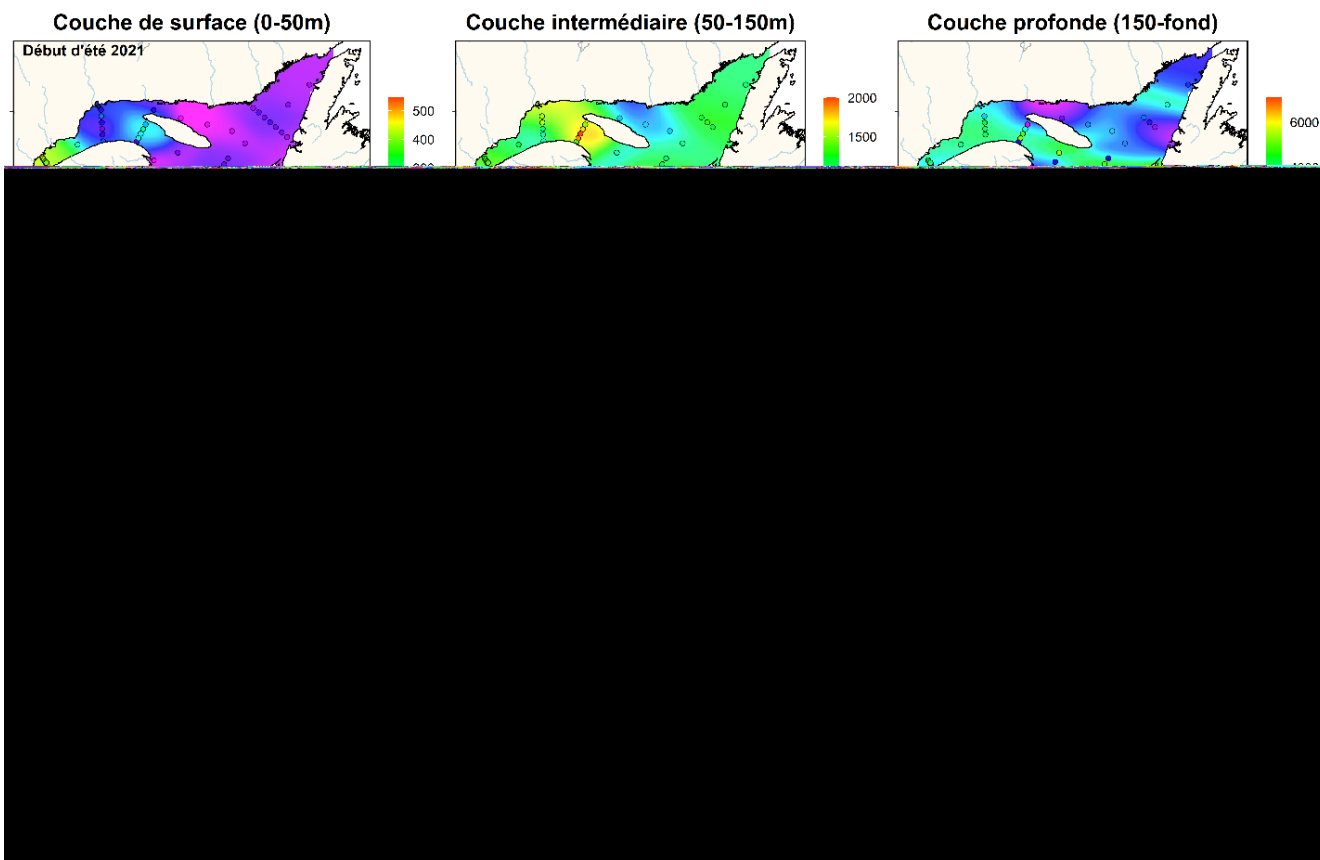 Couche de surface (0-50m)
Couche intermédiaire (50-150m)
Couche profonde (150-fond)
Début d'été 2021
500
400
2000
1500
6000